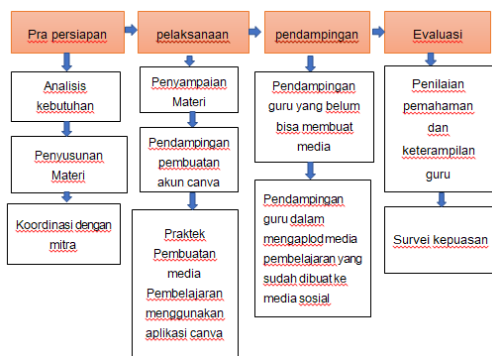 Pra persiapan
pelaksanaan
pendampingan
Evaluasi
Analisis
kebutuhan
Penyusunan
Materi
Koordinasi dengan
mitra
Penyampaian
Materi
Pendampingan
pembuatan
akun canva
Praktek
Pembuatan
media
Pembelajaran
menggunakan
aplikasi canva
Pendampingan
guru yang belum
bisa membuat
media
Pendampingan
guru dalam
mengaplod media
pembelajaran yang
sudah dibuat ke
media sosial
Penilaian
pemahaman
dan
keterampilan
guru
Survei kepuasan